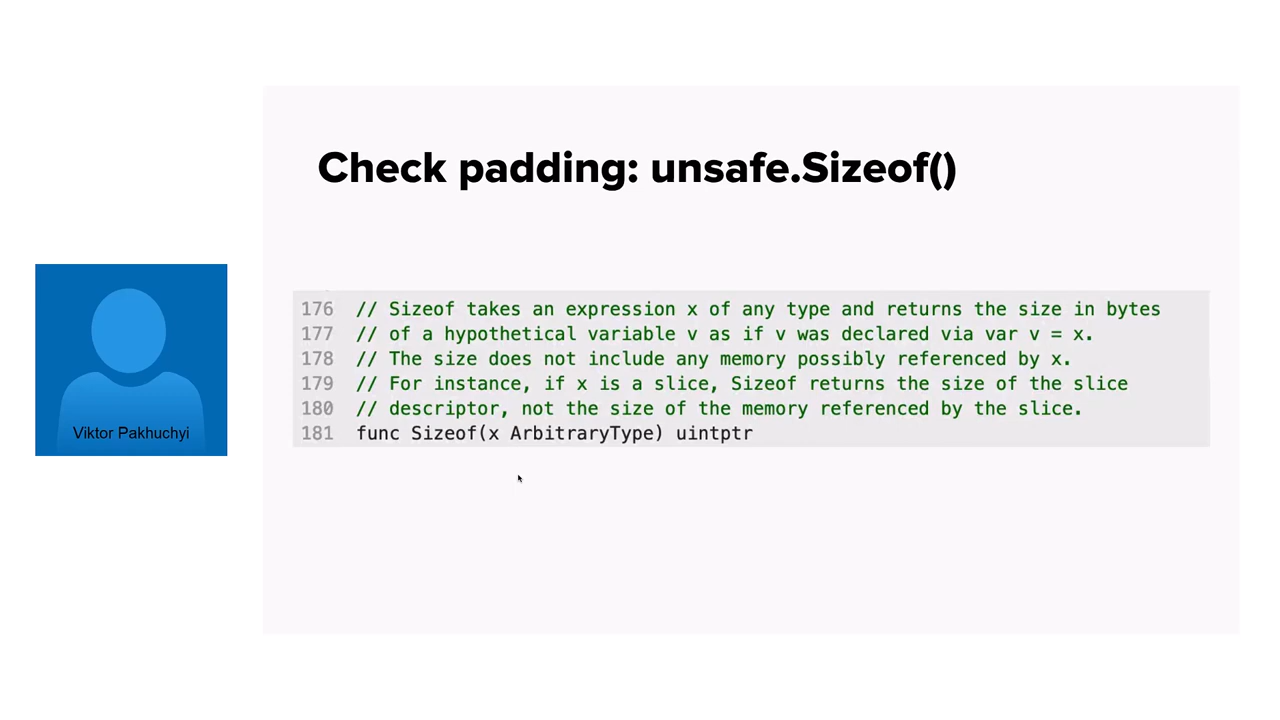 Check padding: unsafe.Sizeof()
176 // Sizeof takes an expression x of any type and returns the size in bytes
177 // of a hypothetical variable v as if v was declared via var v = x.
178 // The size does not include any memory possibly referenced by x.
179 // For instance, if x is a slice, Sizeof returns the size of the slice
180 // descriptor, not the size of the memory referenced by the slice.
181 func Sizeof(x ArbitraryType) uintptr
Viktor Pakhuchyi